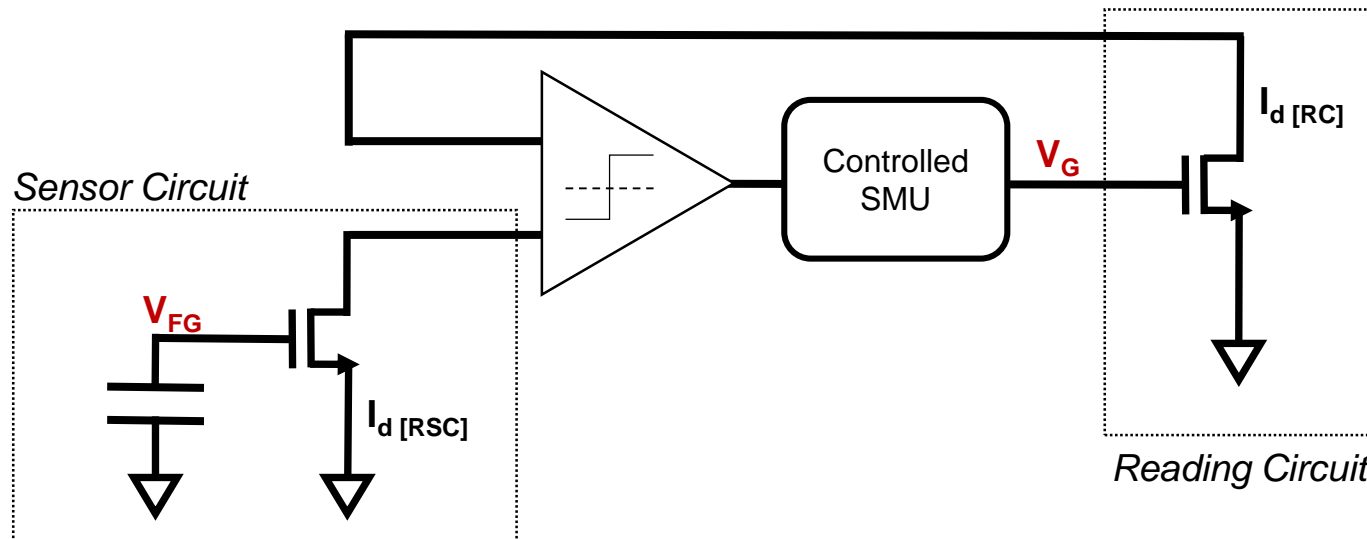 I_d [RC]
Controlled
SMU
V_G
Sensor Circuit
V_FG
I_d [RSC]
Reading Circuit